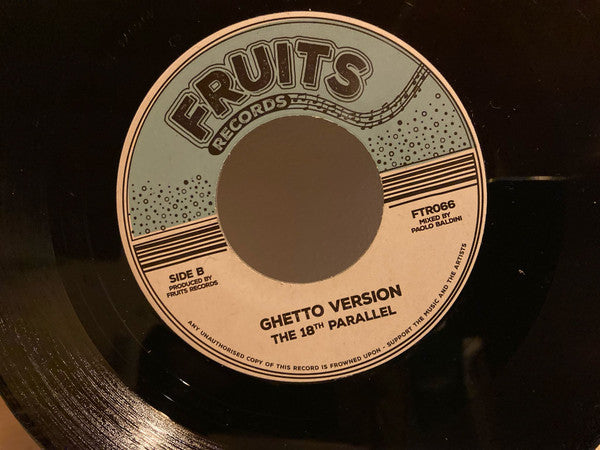 FRUITS
RECORDS
SIDE B
PRODUCED BY
FRUITS RECORDS
FTR066
MIXED BY
PAOLO BALDINI
GHETTO VERSION
THE 18TH PARALLEL
ANY UNAUTHORISED COPY OF THIS RECORD IS FROWNED UPON - SUPPORT THE MUSIC AND THE ARTISTS